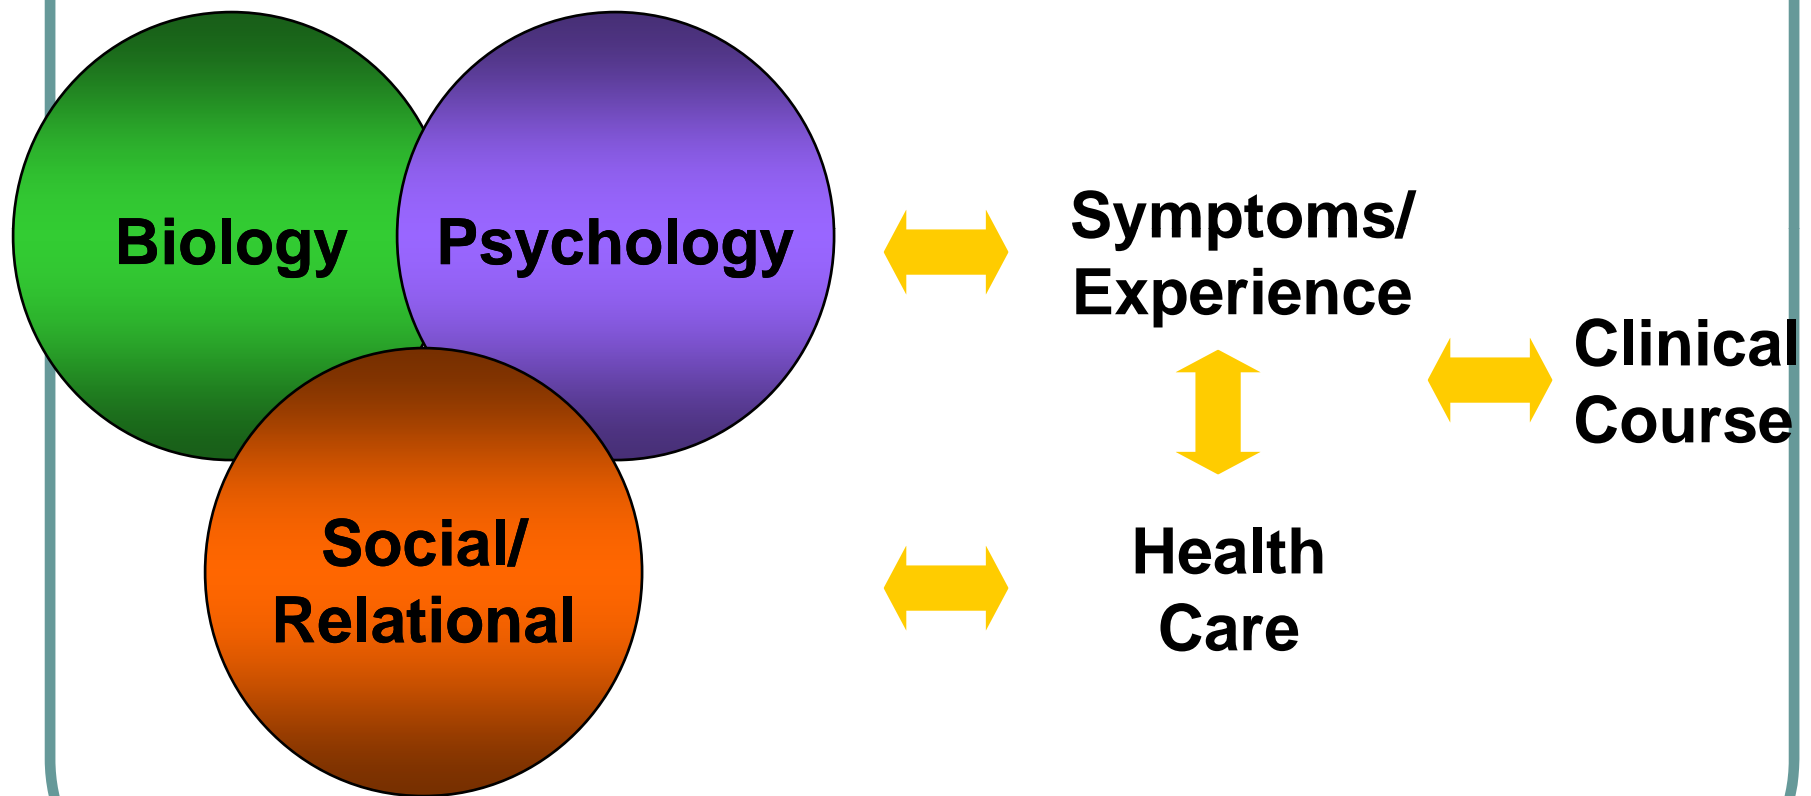 Biology
Psychology
Social/
Relational
Symptoms/
Experience
Health
Care
Clinical
Course